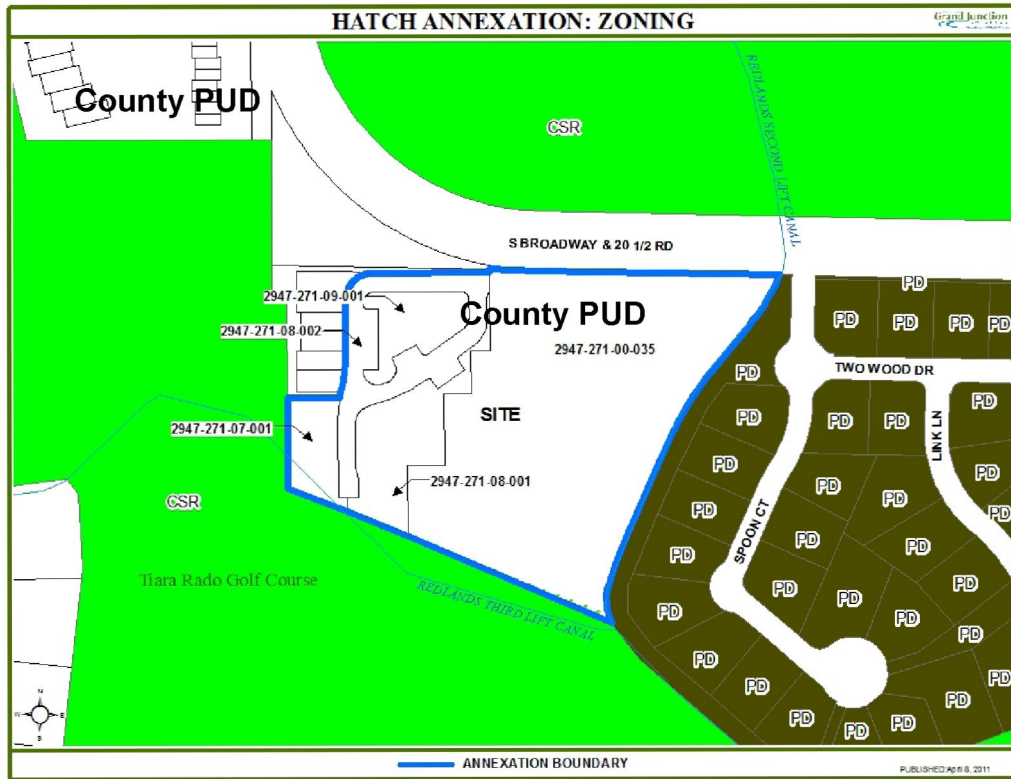 HATCH ANNEXATION: ZONING
Grand Junction
County PUD
CSR
REDLANDS SECOND LIFT CANAL
S BROADWAY & 20 1/2 RD
2947-271-09-001
County PUD
2947-271-08-002
2947-271-00-035
PD
PD
PD
PD
PD
TWO WOOD DR
PD
PD
PD
PD
PD
LINK LN
SITE
2947-271-07-001
PD
PD
PD
2947-271-08-001
CSR
PD
PD
PD
SPOON CT
PD
PD
PD
Tiara Rado Golf Course
REDLANDS THIRD LIFT CANAL
PD
PD
PD
PD
PD
PD
PD
PD
PD
PD
PD
N
W
E
S
ANNEXATION BOUNDARY
PUBLISHED April 8, 2011